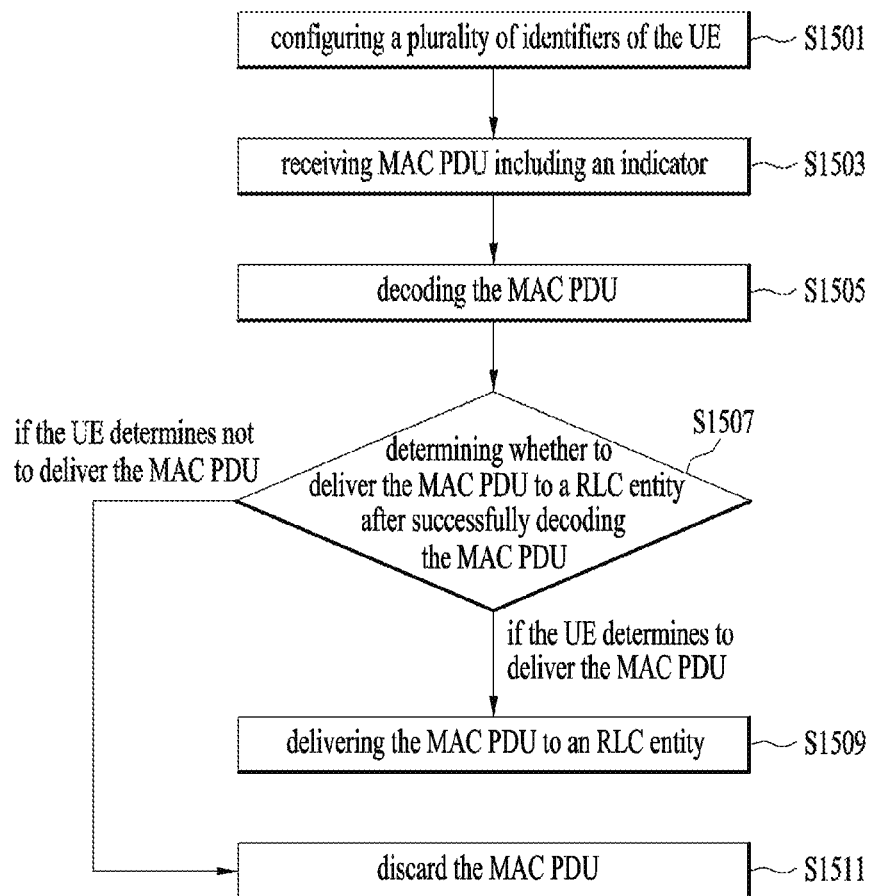 configuring a plurality of identifiers of the UE
S1501
receiving MAC PDU including an indicator
S1503
decoding the MAC PDU
S1505
S1507
if the UE determines not
to deliver the MAC PDU
determining whether to
deliver the MAC PDU to a RLC entity
after successfully decoding
the MAC PDU
if the UE determines to
deliver the MAC PDU
delivering the MAC PDU to an RLC entity
S1509
discard the MAC PDU
S1511